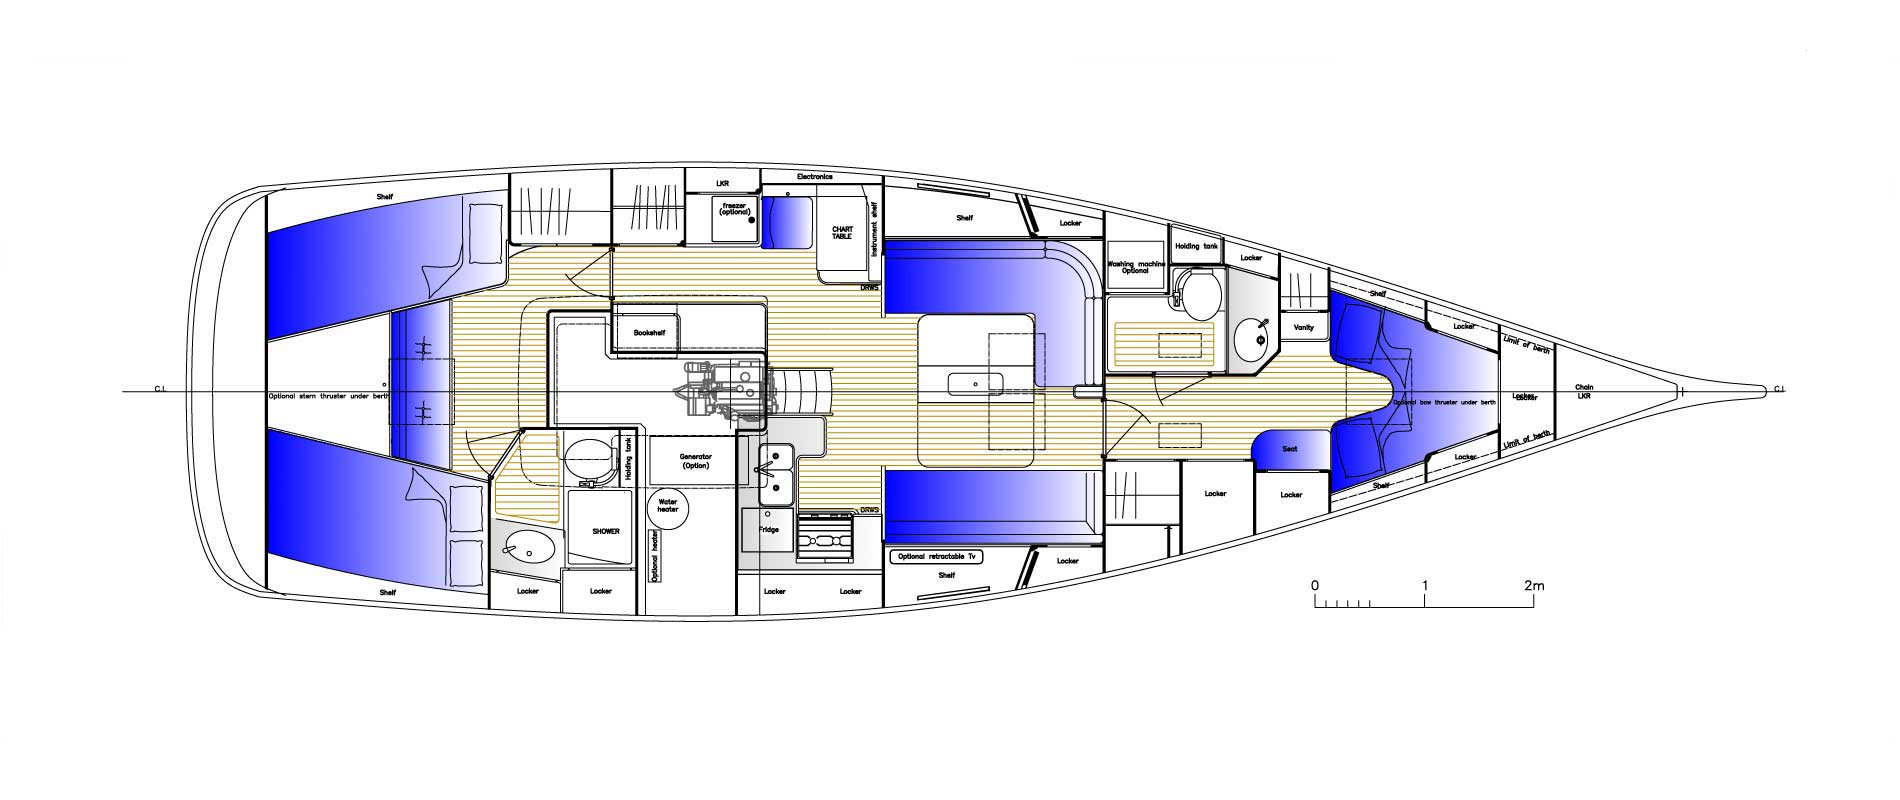 Shelf
LKR
freezer
(optional)
Electronics
CHART
TABLE
Instrument shelf
DRWS
Shelf
Locker
Washing machine
Optional
Holding tank
Locker
Vanity
Shelf
Locker
Limit of berth
Bookshelf
C.L
Optional stern thruster under berth
Optional bow thruster under berth
Locker
Chain
LKR
C.L
Limit of berth
Locker
Shelf
Seat
Locker
Locker
Holding tank
Generator
(Option)
Water
heater
SHOWER
Optional heater
Fridge
DRWS
Optional retractable Tv
Shelf
Locker
Shelf
Locker
Locker
Locker
Locker
0 1 2m